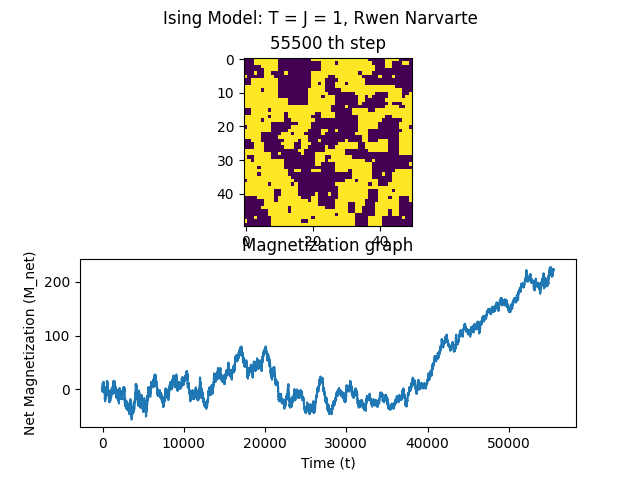 Ising Model: T = J = 1, Rwen Narvarte
55500 th step
0
10
20
30
40
0 20 40
Magnetization graph
Net Magnetization (M_net)
200
100
0
0 10000 20000 30000 40000 50000
Time (t)